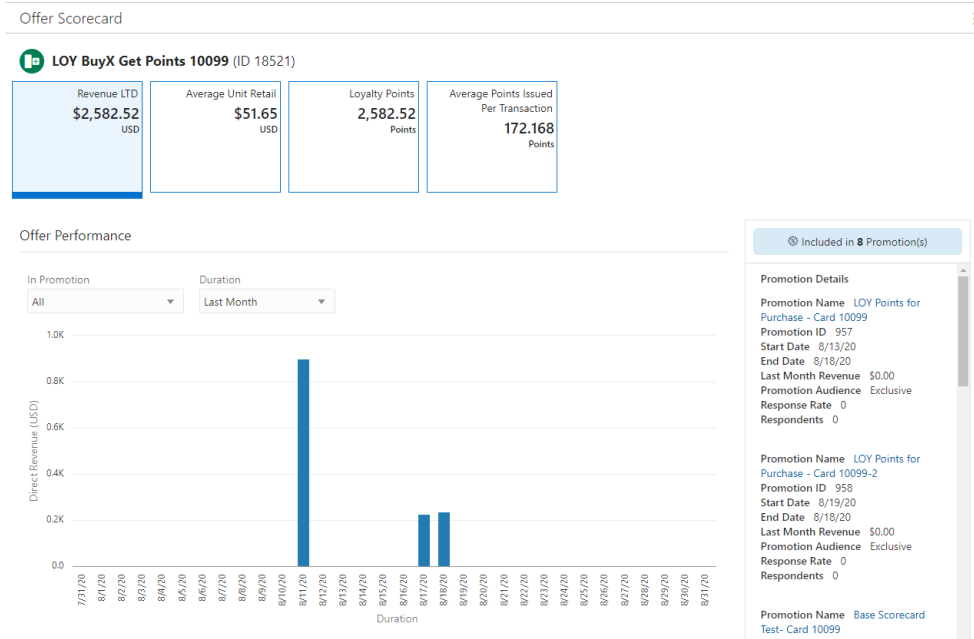 Offer Scorecard
LOY BuyX Get Points 10099 (ID 18521)
Revenue LTD
$2,582.52
USD
Average Unit Retail
$51.65
USD
Loyalty Points
2,582.52
Points
Average Points Issued
Per Transaction
172.168
Points
Offer Performance
In Promotion
All
Duration
Last Month
1.0K
0.8K
0.6K
0.4K
0.2K
0.0
Direct Revenue (USD)
7/31/20
8/1/20
8/2/20
8/3/20
8/4/20
8/5/20
8/6/20
8/7/20
8/8/20
8/9/20
8/10/20
8/11/20
8/12/20
8/13/20
8/14/20
8/15/20
8/16/20
8/17/20
8/18/20
8/19/20
8/20/20
8/21/20
8/22/20
8/23/20
8/24/20
8/25/20
8/26/20
8/27/20
8/28/20
8/29/20
8/30/20
8/31/20
Duration
Included in 8 Promotion(s)
Promotion Details
Promotion Name LOY Points for
Purchase - Card 10099
Promotion ID 957
Start Date 8/13/20
End Date 8/18/20
Last Month Revenue $0.00
Promotion Audience Exclusive
Response Rate 0
Respondents 0
Promotion Name LOY Points for
Purchase - Card 10099-2
Promotion ID 958
Start Date 8/19/20
End Date 8/18/20
Last Month Revenue $0.00
Promotion Audience Exclusive
Response Rate 0
Respondents 0
Promotion Name Base Scorecard
Test- Card 10099